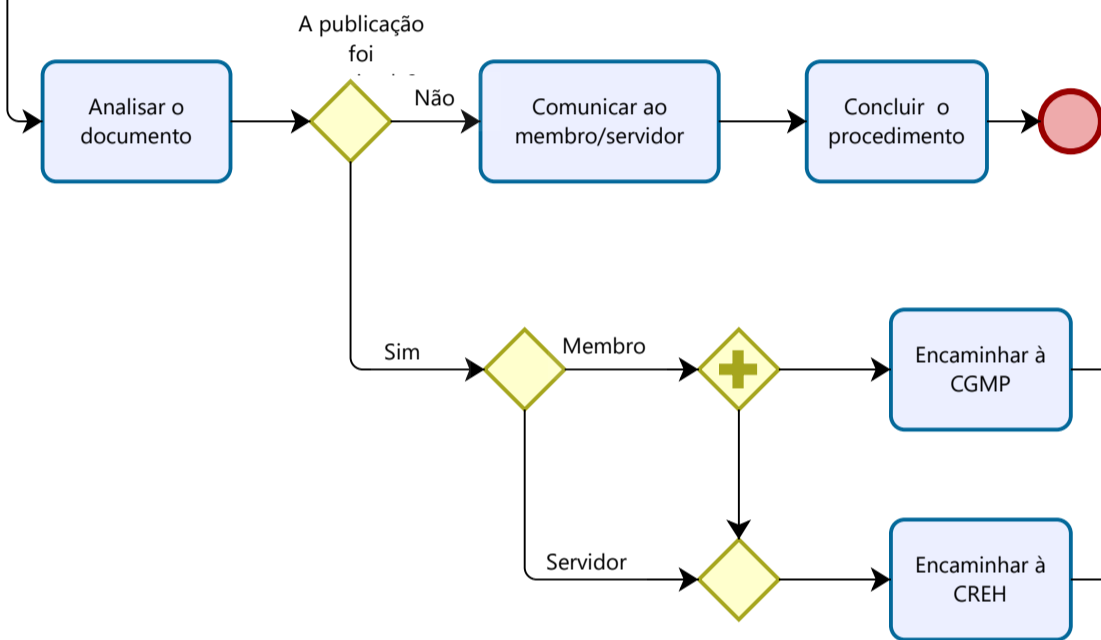 A publicação
foi
Analisar o
documento
Não
Comunicar ao
membro/servidor
Concluir o
procedimento
Sim
Membro
Encaminhar à
CGMP
Servidor
Encaminhar à
CREH